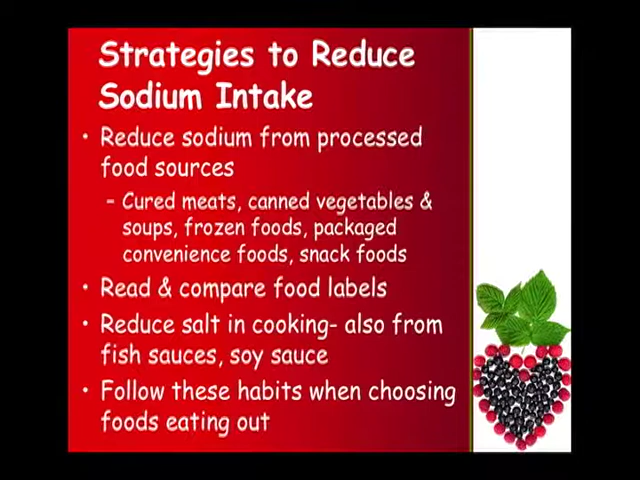 Strategies to Reduce
Sodium Intake
• Reduce sodium from processed
food sources
– Cured meats, canned vegetables &
soups, frozen foods, packaged
convenience foods, snack foods
• Read & compare food labels
• Reduce salt in cooking- also from
fish sauces, soy sauce
• Follow these habits when choosing
foods eating out